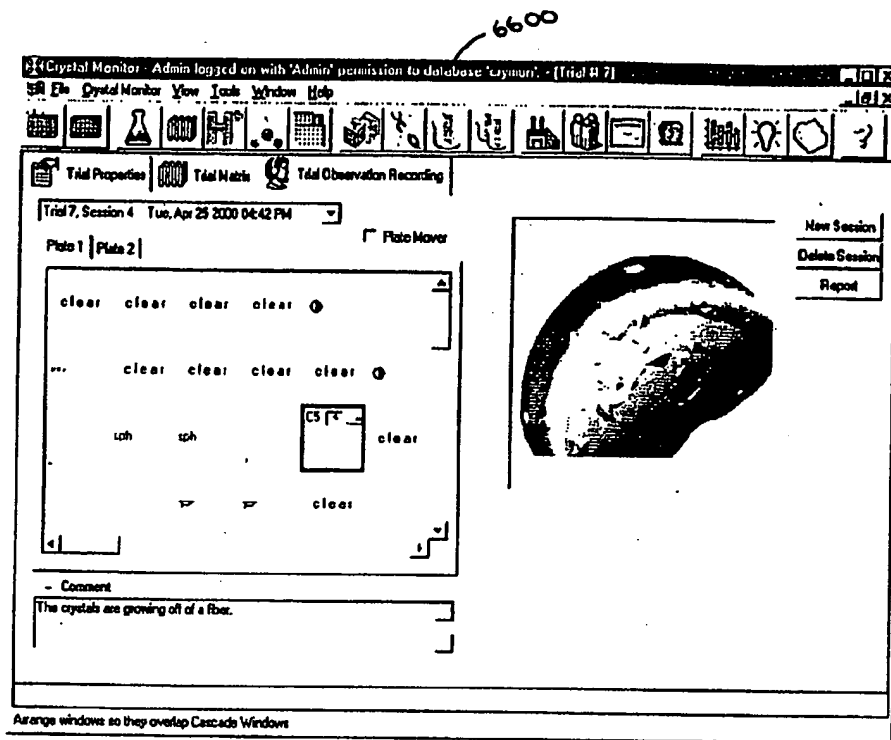 6600
Crystal Monitor - Admin logged on with 'Admin' permission to database 'crymon'. - [Trial # 7]
File Crystal Monitor View Tools Window Help
Trial Properties Trial Matrix Trial Observation Recording
Trial 7, Session 4 Tue, Apr 25 2000 04:42 PM
Plate Mover
Plate 1 Plate 2
New Session
Delete Session
Report
clear clear clear clear
clear clear clear clear
C5
sph sph clear
clear
- Comment
The crystals are growing off of a fiber.
Arrange windows so they overlap Cascade Windows